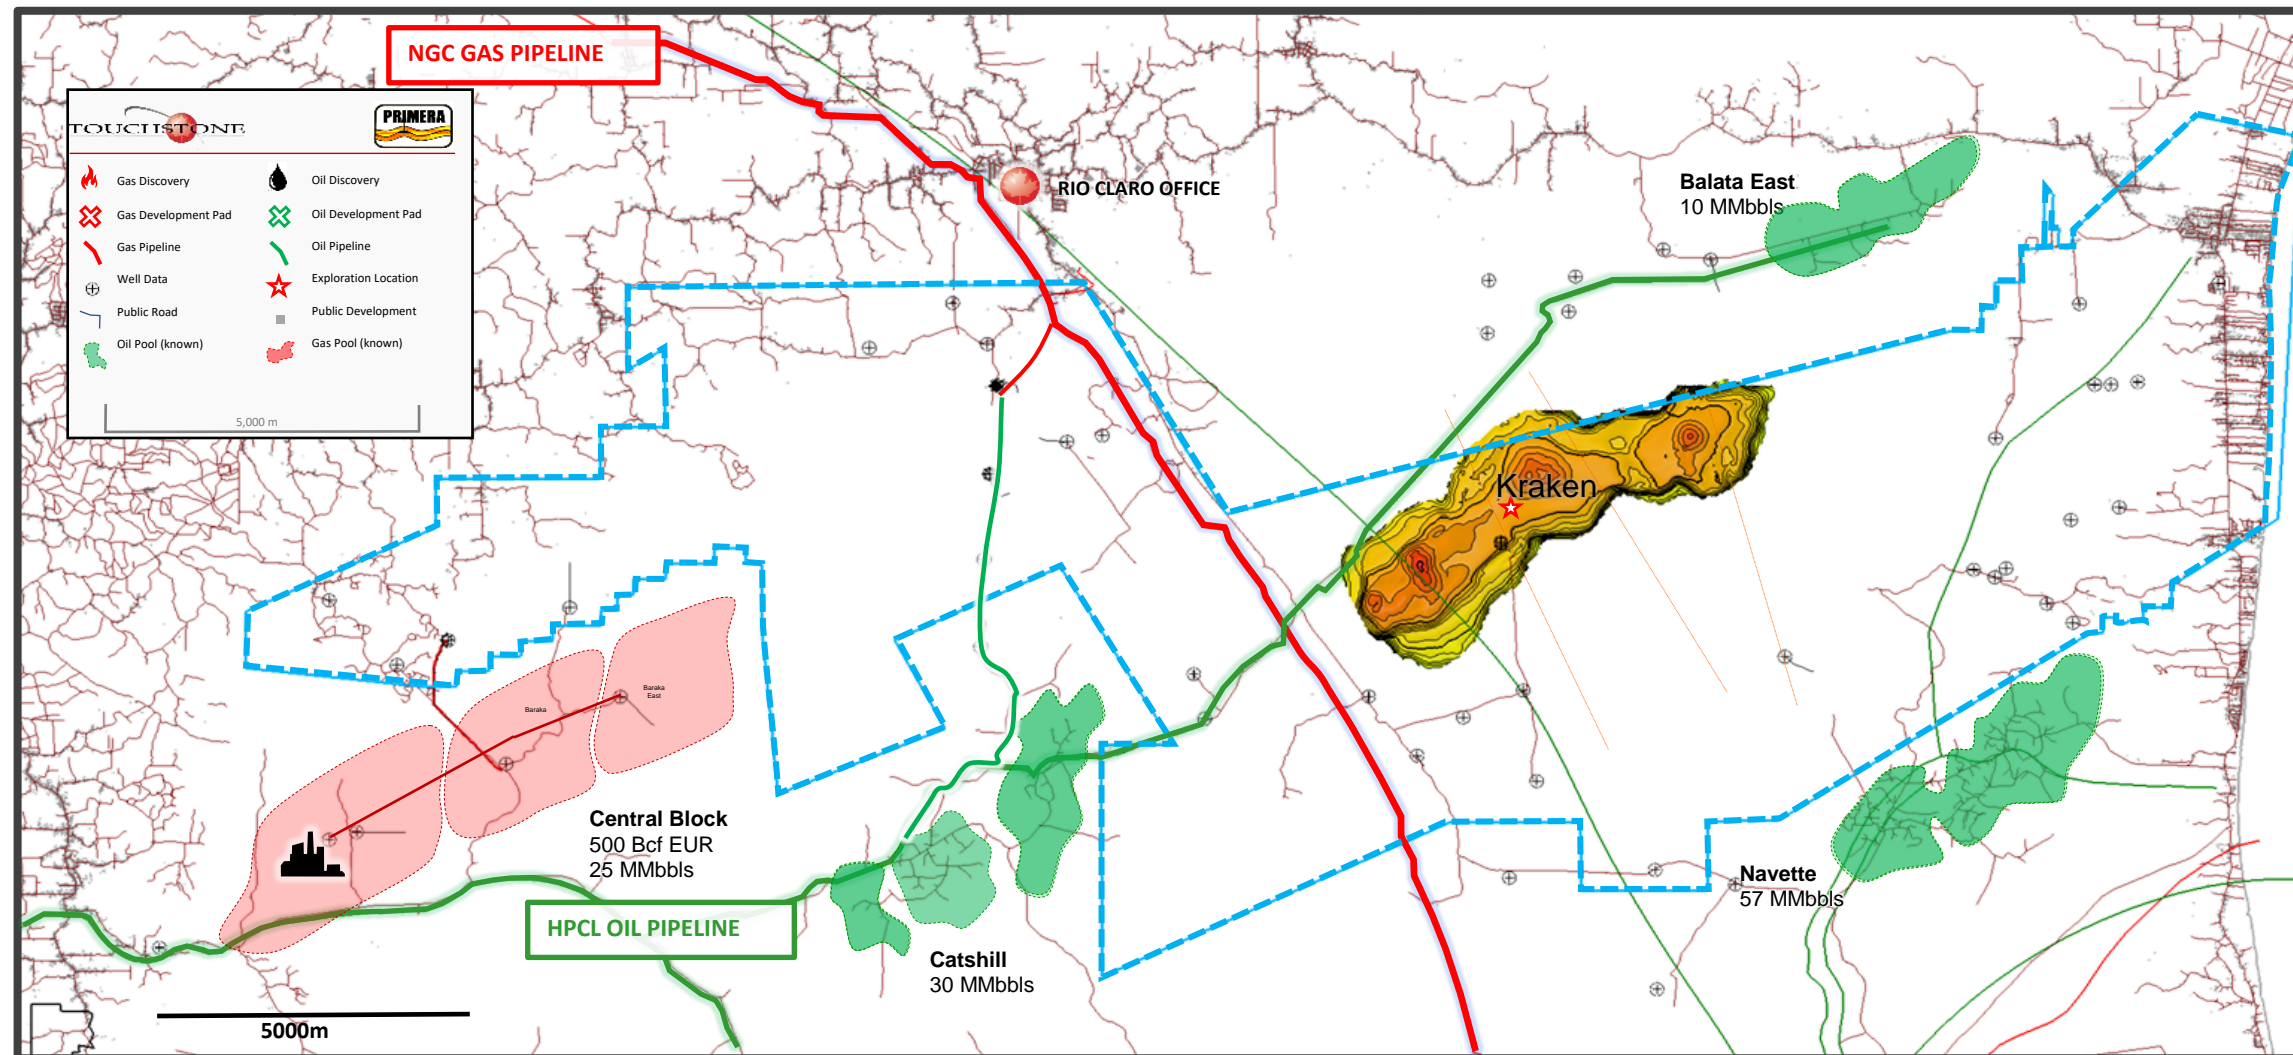 NGC GAS PIPELINE
TOUCHSTONE
PRIMERA
Gas Discovery
Oil Discovery
Gas Development Pad
Oil Development Pad
Gas Pipeline
Oil Pipeline
Well Data
Exploration Location
Public Road
Public Development
Oil Pool (known)
Gas Pool (known)
5,000 m
RIO CLARO OFFICE
Balata East
10 MMbbls
Kraken
Baraka
East
Baraka
Central Block
500 Bcf EUR
25 MMbbls
Navette
57 MMbbls
HPCL OIL PIPELINE
Catshill
30 MMbbls
5000m